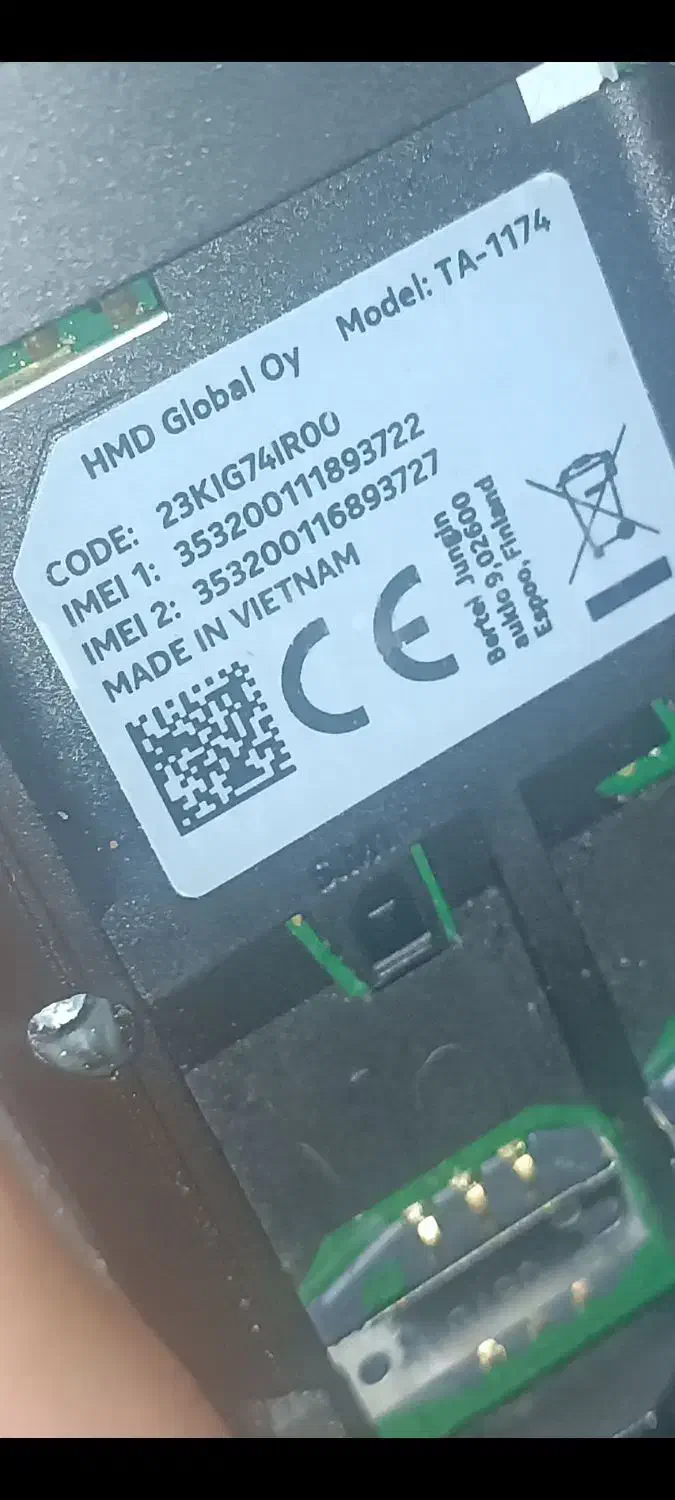 HMD Global Oy Model: TA-1174
CODE: 23KIG74IR00
IMEI 1: 353200111893722
IMEI 2: 353200116893727
MADE IN VIETNAM
CE
Bertel Jungin
aukio 9,02600
Espoo, Finland